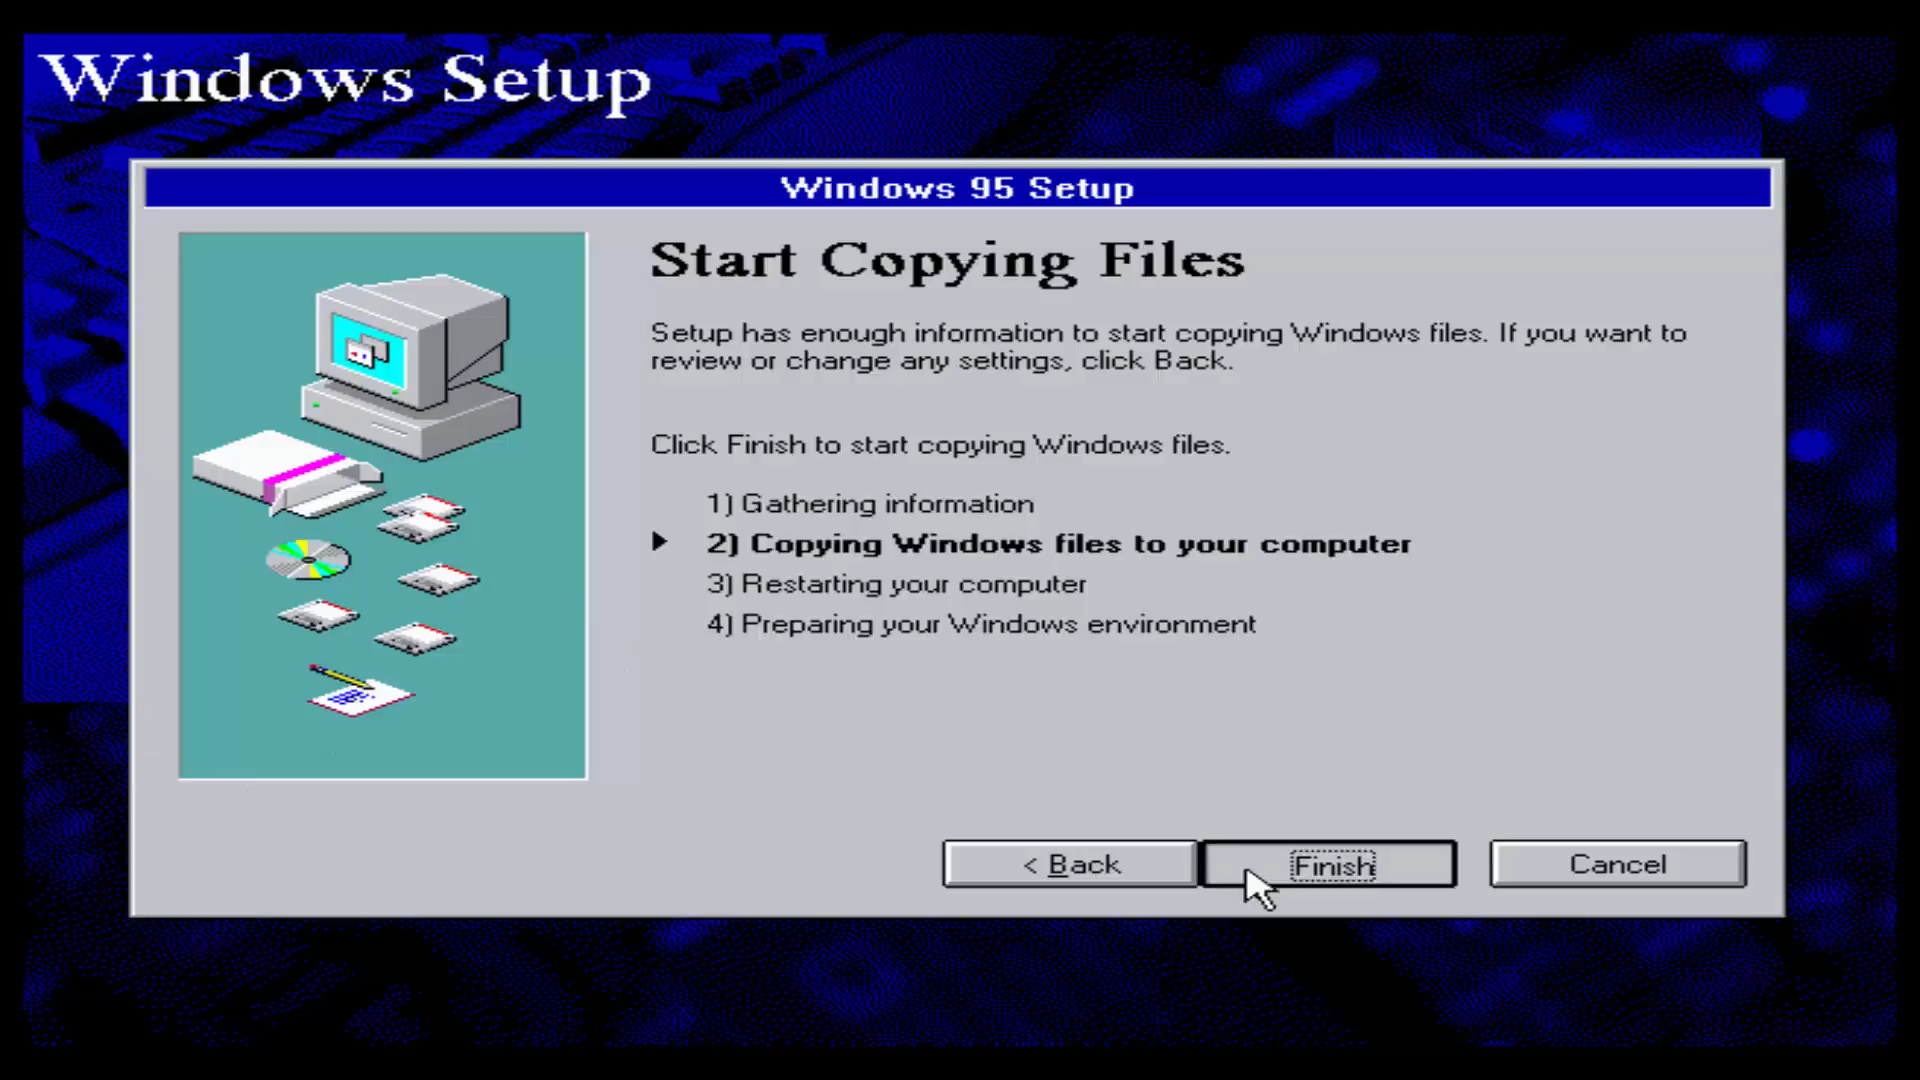 Windows Setup
Windows 95 Setup
Start Copying Files
Setup has enough information to start copying Windows files. If you want to
review or change any settings, click Back.
Click Finish to start copying Windows files.
1) Gathering information
2) Copying Windows files to your computer
3) Restarting your computer
4) Preparing your Windows environment
< Back
Finish
Cancel